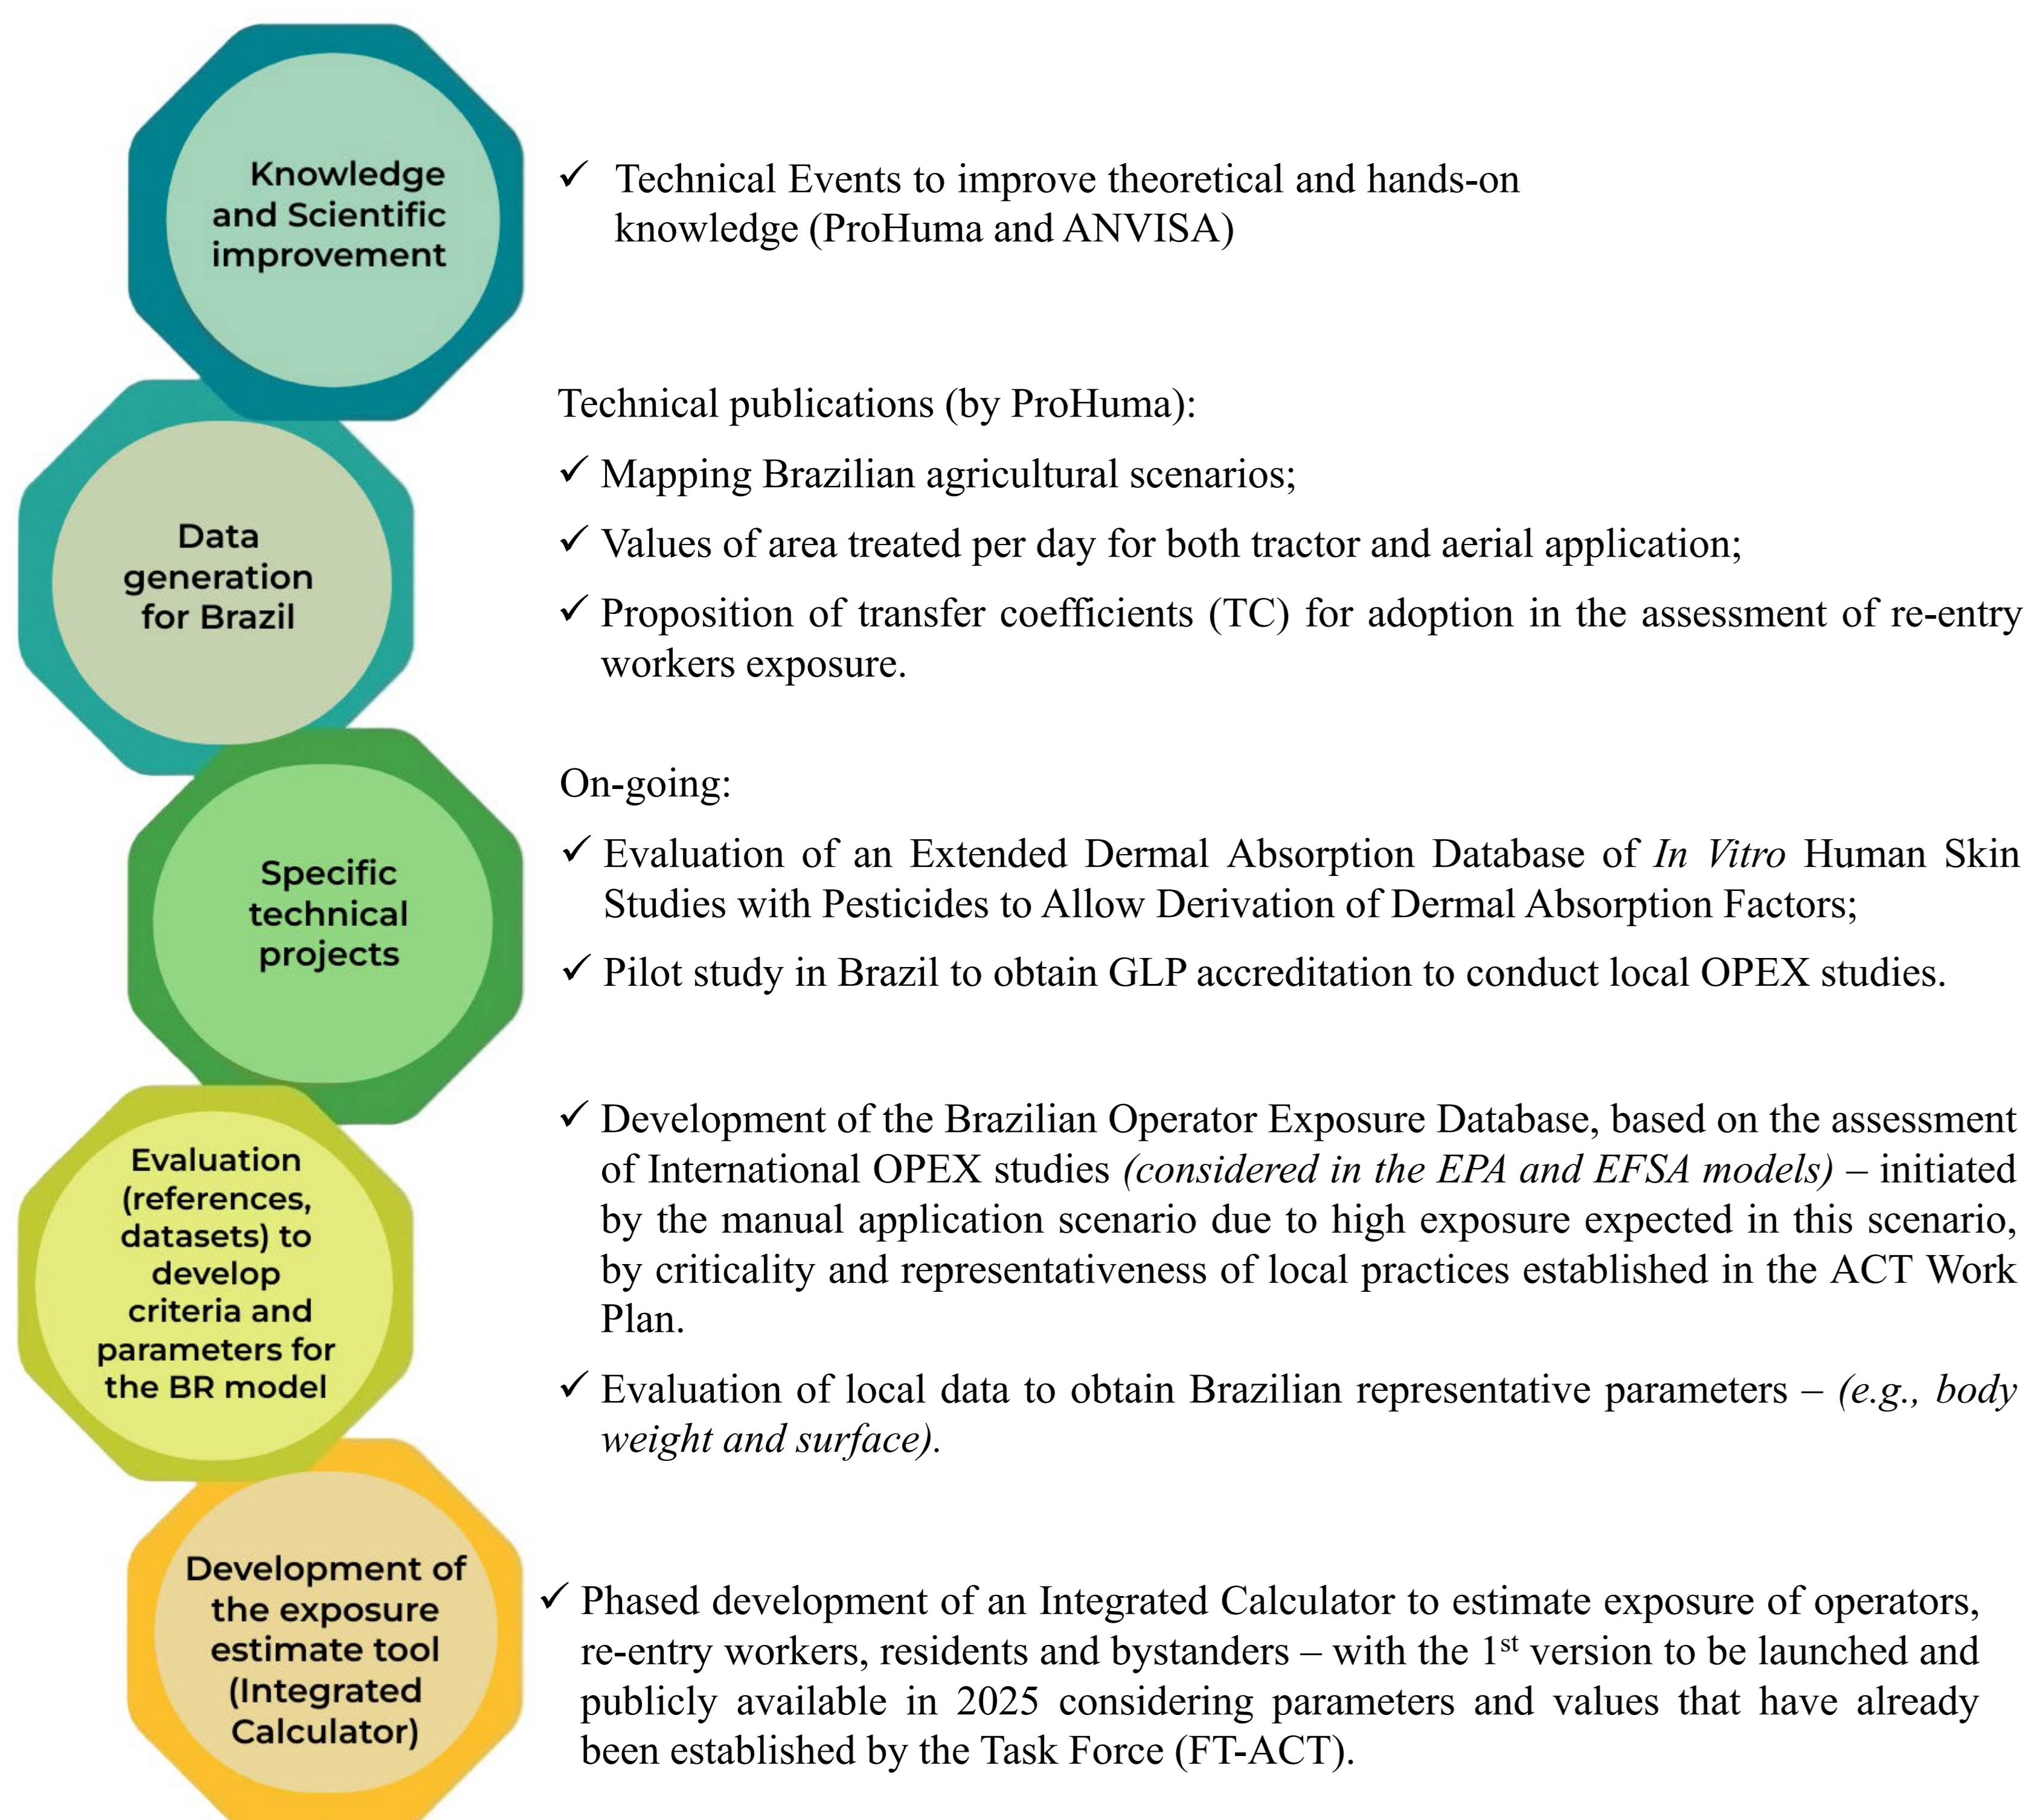 Knowledge
and Scientific
improvement
✓ Technical Events to improve theoretical and hands-on
knowledge (ProHuma and ANVISA)
Data
generation
for Brazil
Technical publications (by ProHuma):
✓ Mapping Brazilian agricultural scenarios;
✓ Values of area treated per day for both tractor and aerial application;
✓ Proposition of transfer coefficients (TC) for adoption in the assessment of re-entry
workers exposure.
Specific
technical
projects
On-going:
✓ Evaluation of an Extended Dermal Absorption Database of In Vitro Human Skin
Studies with Pesticides to Allow Derivation of Dermal Absorption Factors;
✓ Pilot study in Brazil to obtain GLP accreditation to conduct local OPEX studies.
Evaluation
(references,
datasets) to
develop
criteria and
parameters for
the BR model
✓ Development of the Brazilian Operator Exposure Database, based on the assessment
of International OPEX studies (considered in the EPA and EFSA models) – initiated
by the manual application scenario due to high exposure expected in this scenario,
by criticality and representativeness of local practices established in the ACT Work
Plan.
✓ Evaluation of local data to obtain Brazilian representative parameters – (e.g., body
weight and surface).
Development of
the exposure
estimate tool
(Integrated
Calculator)
✓ Phased development of an Integrated Calculator to estimate exposure of operators,
re-entry workers, residents and bystanders – with the 1st version to be launched and
publicly available in 2025 considering parameters and values that have already
been established by the Task Force (FT-ACT).